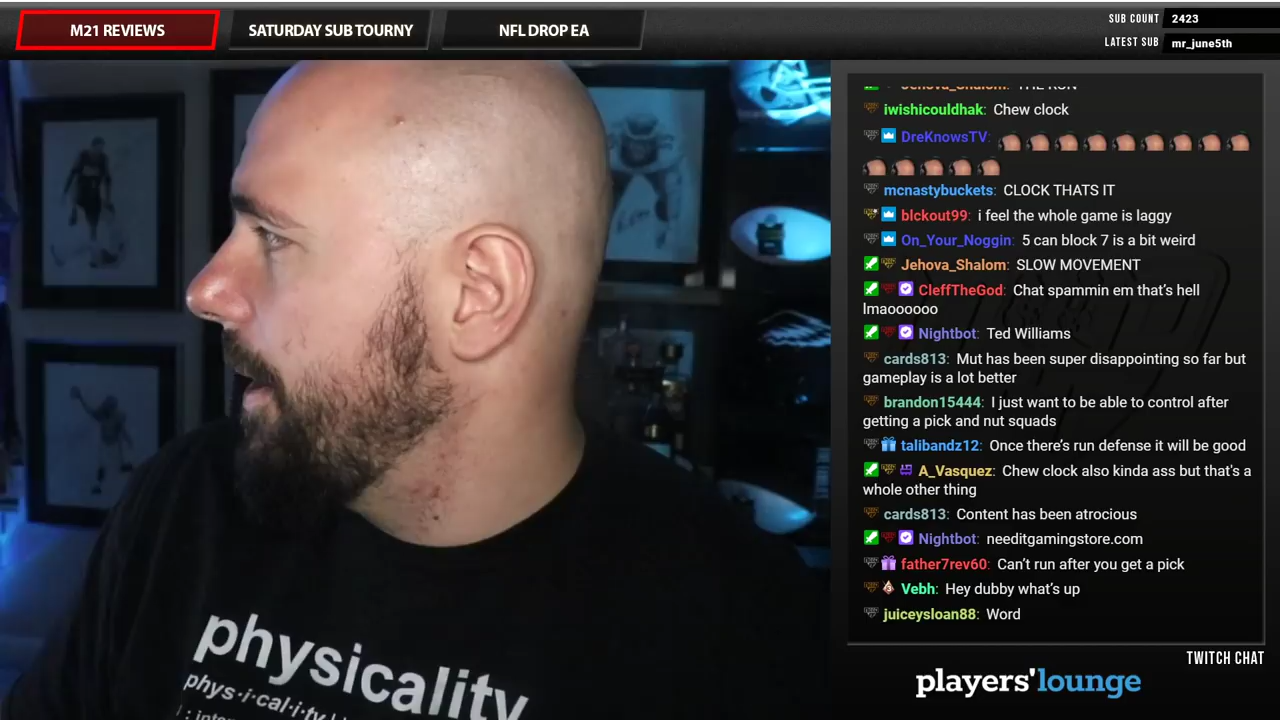 M21 REVIEWS
SATURDAY SUB TOURNY
NFL DROP EA
SUB COUNT 2423
LATEST SUB mr_june5th
Jehova_Shalom: THE RUN
iwishicouldhak: Chew clock
DreKnowsTV:
mcnastybuckets: CLOCK THATS IT
blckout99: i feel the whole game is laggy
On_Your_Noggin: 5 can block 7 is a bit weird
Jehova_Shalom: SLOW MOVEMENT
CleffTheGod: Chat spammin em that's hell
lmaoooooo
Nightbot: Ted Williams
cards813: Mut has been super disappointing so far but
gameplay is a lot better
brandon15444: I just want to be able to control after
getting a pick and nut squads
talibandz12: Once there's run defense it will be good
A_Vasquez: Chew clock also kinda ass but that's a
whole other thing
cards813: Content has been atrocious
Nightbot: needitgamingstore.com
father7rev60: Can't run after you get a pick
Vebh: Hey dubby what's up
juiceysloan88: Word
TWITCH CHAT
players'lounge
physicality
phys·i·cal·i·ty